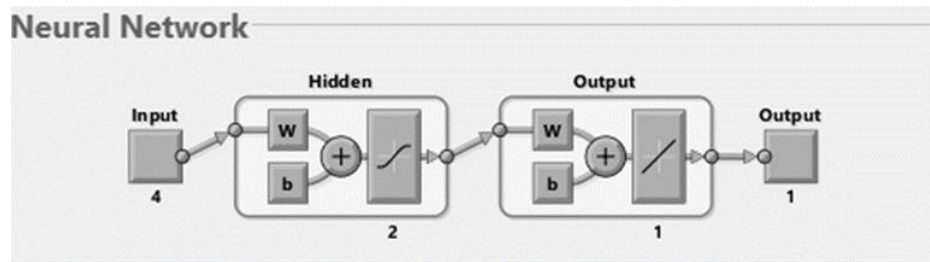 Neural Network
Hidden Output
Input Output
W W
+ +
b b
4 1
2 1